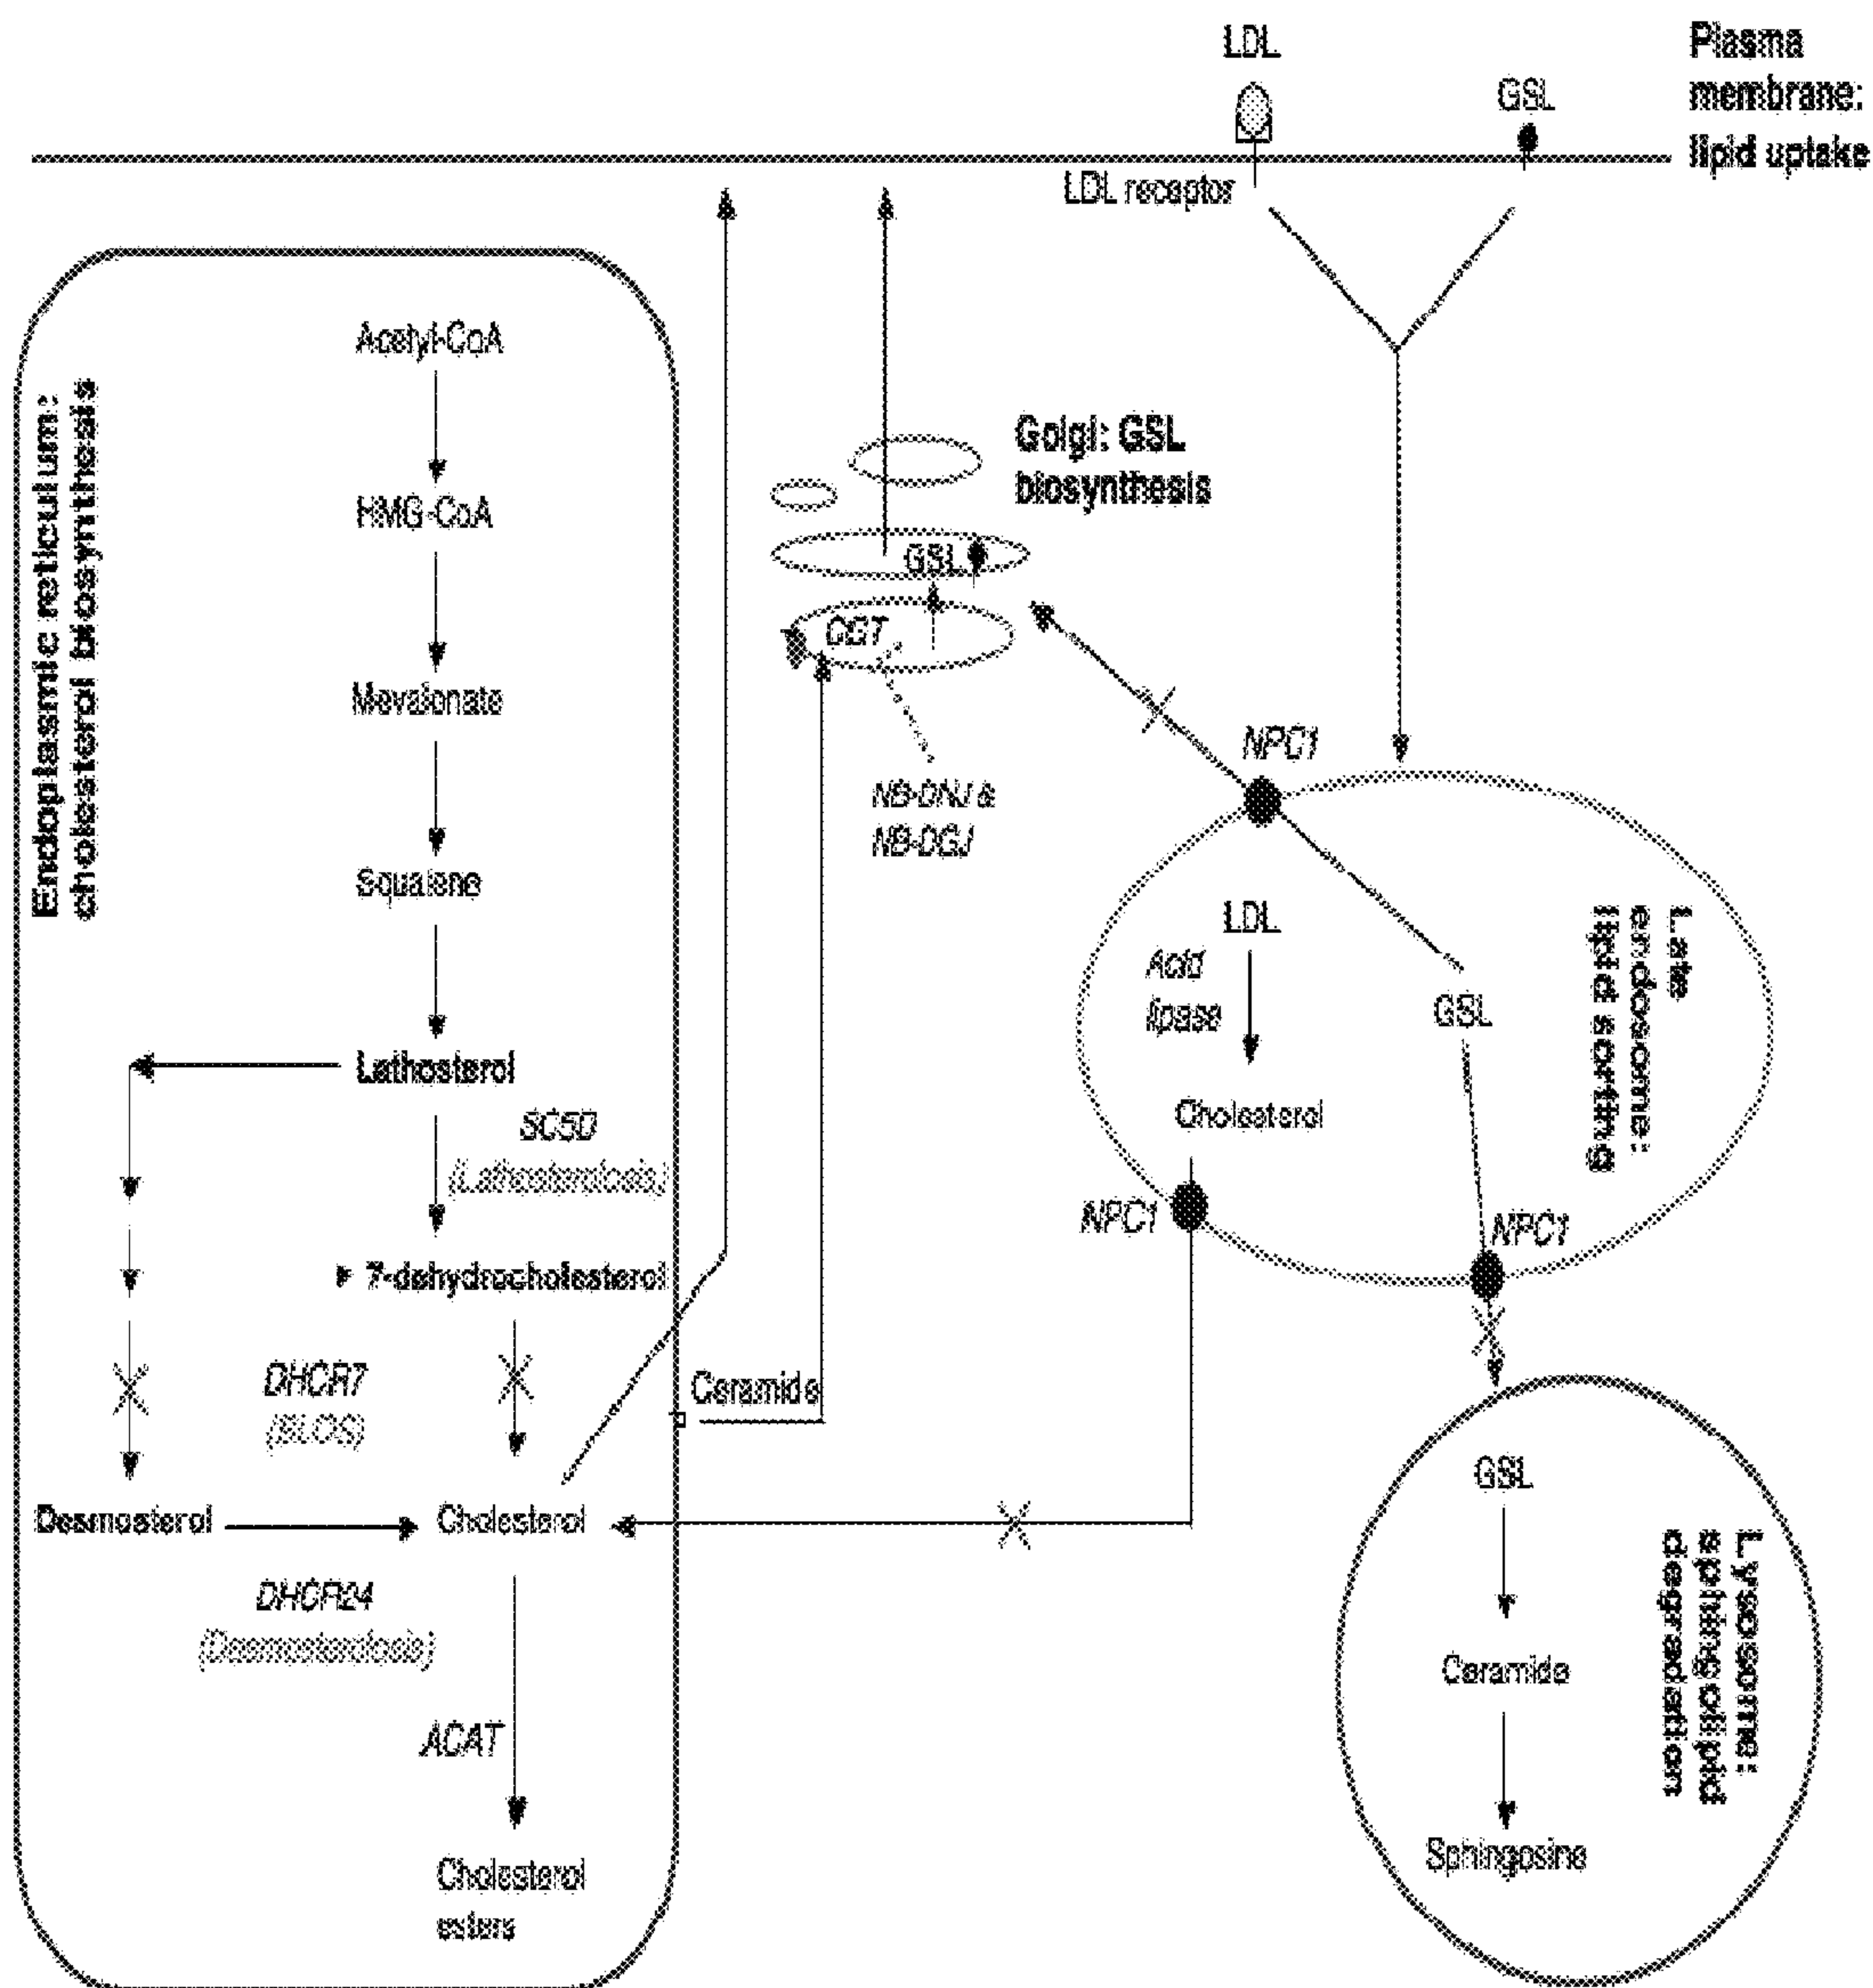 LDL
GSL
Plasma
membrane:
lipid uptake
LDL receptor
Endoplasmic reticulum:
cholesterol biosynthesis
Acetyl-CoA
HMG-CoA
Mevalonate
Squalene
Lathosterol
SC5D
(Lathosterolosis)
7-dehydrocholesterol
DHCR7
(SLOS)
Desmosterol
Cholesterol
DHCR24
(Desmosterolosis)
ACAT
Cholesterol
esters
Ceramide
Golgi: GSL
biosynthesis
GSL
CGT
NB-DNJ &
NB-DGJ
NPC1
LDL
Acid
lipase
Cholesterol
GSL
Late
endosome:
lipid sorting
NPC1
NPC1
GSL
Ceramide
Sphingosine
Lysosome:
sphingolipid
degradation